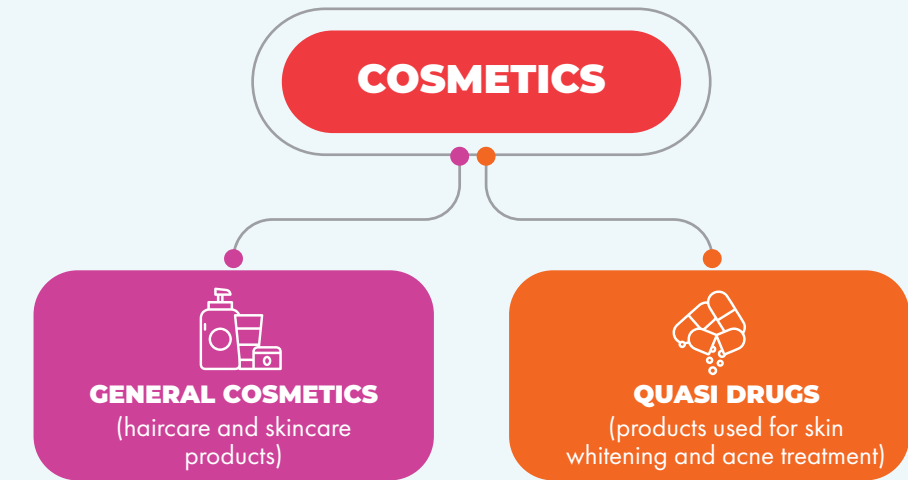 COSMETICS
GENERAL COSMETICS
(haircare and skincare
products)
QUASI DRUGS
(products used for skin
whitening and acne treatment)